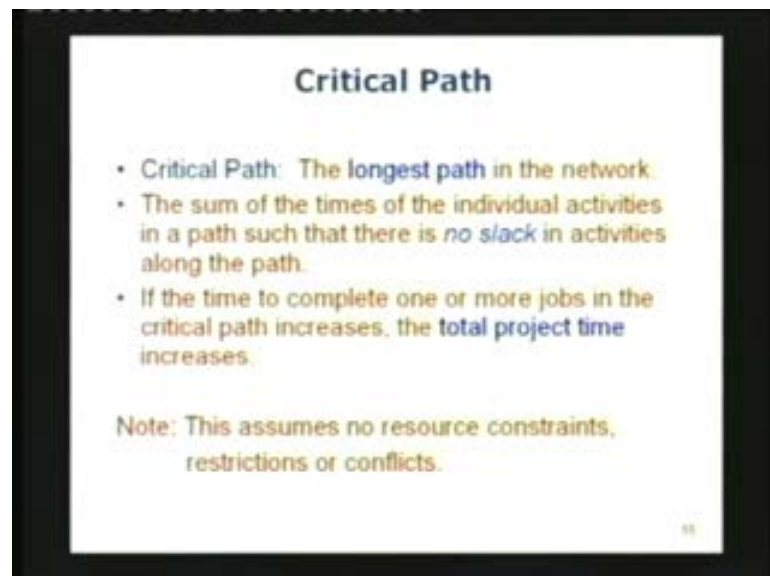 Critical Path
• Critical Path: The longest path in the network.
• The sum of the times of the individual activities
in a path such that there is no slack in activities
along the path.
• If the time to complete one or more jobs in the
critical path increases, the total project time
increases.
Note: This assumes no resource constraints,
restrictions or conflicts.